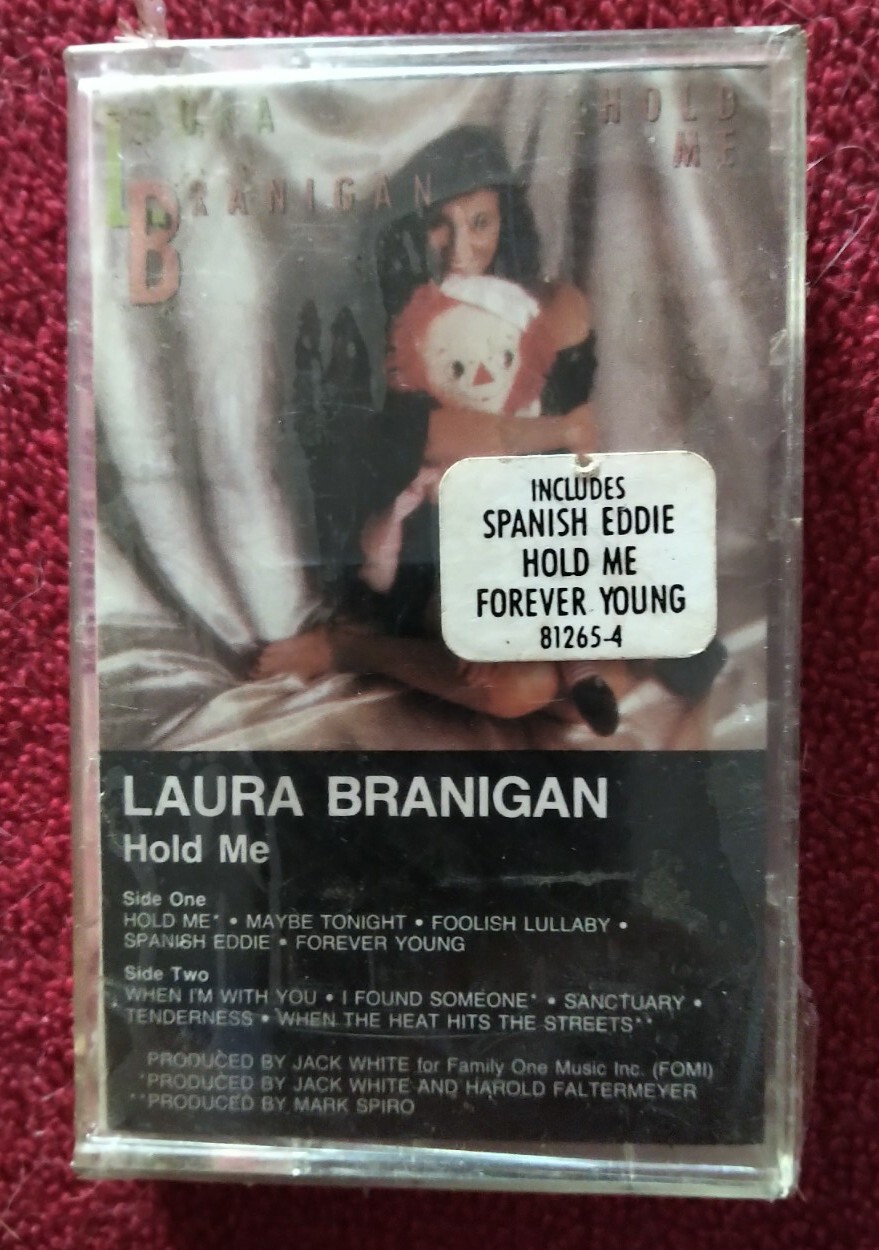 LAURA
BRANIGAN
HOLD
ME
INCLUDES
SPANISH EDDIE
HOLD ME
FOREVER YOUNG
81265-4
LAURA BRANIGAN
Hold Me
Side One
HOLD ME* • MAYBE TONIGHT • FOOLISH LULLABY •
SPANISH EDDIE • FOREVER YOUNG
Side Two
WHEN I'M WITH YOU • I FOUND SOMEONE* • SANCTUARY •
TENDERNESS • WHEN THE HEAT HITS THE STREETS**
PRODUCED BY JACK WHITE for Family One Music Inc. (FOMI)
*PRODUCED BY JACK WHITE AND HAROLD FALTERMEYER
**PRODUCED BY MARK SPIRO